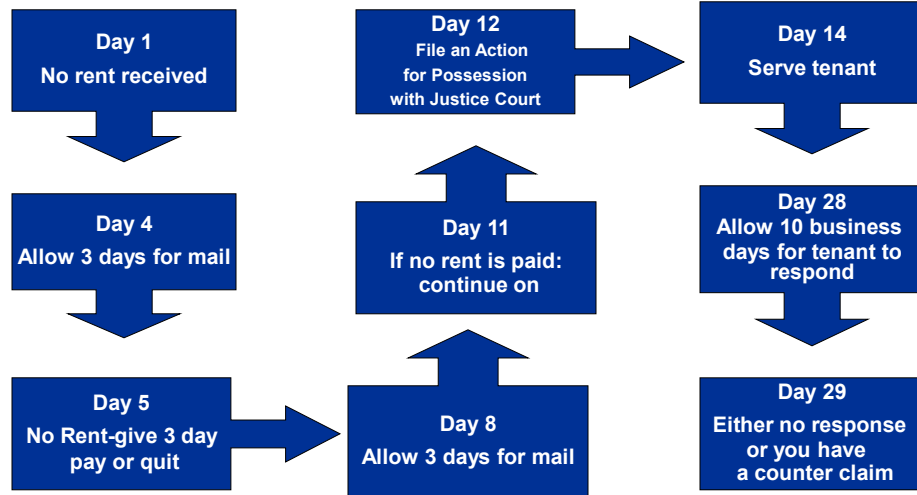 Day 1
No rent received
Day 4
Allow 3 days for mail
Day 5
No Rent-give 3 day
pay or quit
Day 8
Allow 3 days for mail
Day 11
If no rent is paid:
continue on
Day 12
File an Action
for Possession
with Justice Court
Day 14
Serve tenant
Day 28
Allow 10 business
days for tenant to
respond
Day 29
Either no response
or you have
a counter claim